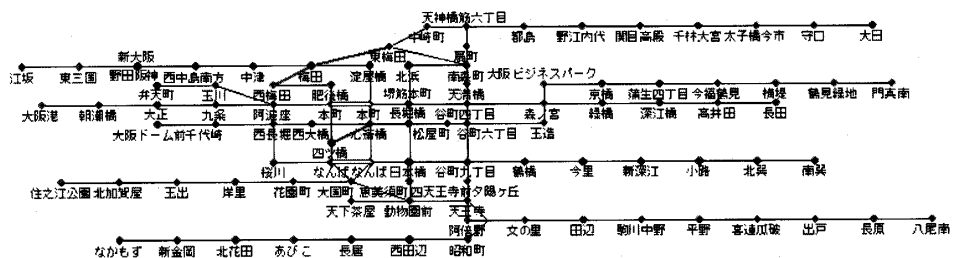 天神橋筋六丁目
中崎町 都島 野江内代 関目高殿 千林大宮 太子橋今市 守口 大日
東梅田 扇町
新大阪
江坂 東三国 野田阪神 西中島南方 中津 梅田 淀屋橋 北浜 南森町 大阪ビジネスパーク
弁天町 玉川 西梅田 肥後橋 堺筋本町 天満橋 京橋 蒲生四丁目 今福鶴見 横堤 鶴見緑地 門真南
大阪港 朝潮橋 大正 九条 阿波座 本町 本町 長堀橋 谷町四丁目 森ノ宮 緑橋 深江橋 高井田 長田
大阪ドーム前千代崎 西長堀 西大橋 心斎橋 松屋町 谷町六丁目 玉造
四ツ橋
桜川 なんば なんば 日本橋 谷町九丁目 鶴橋 今里 新深江 小路 北巽 南巽
住之江公園 北加賀屋 玉出 岸里 花園町 大国町 恵美須町 四天王寺前夕陽ヶ丘
天下茶屋 動物園前 天王寺
阿倍野 文の里 田辺 駒川中野 平野 喜連瓜破 出戸 長原 八尾南
なかもず 新金岡 北花田 あびこ 長居 西田辺 昭和町